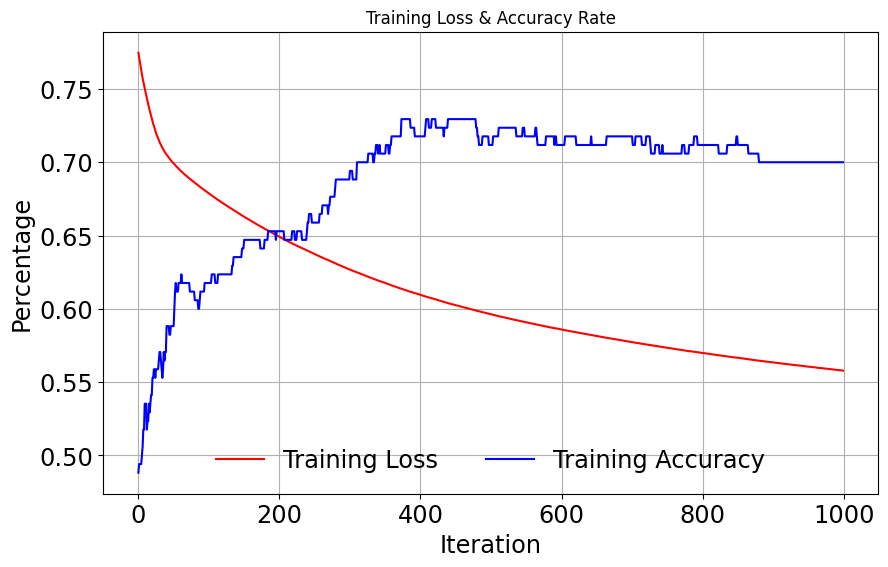 Training Loss & Accuracy Rate
0.75
0.70
0.65
0.60
0.55
0.50
Percentage
Training Loss
Training Accuracy
0
200
400
600
800
1000
Iteration